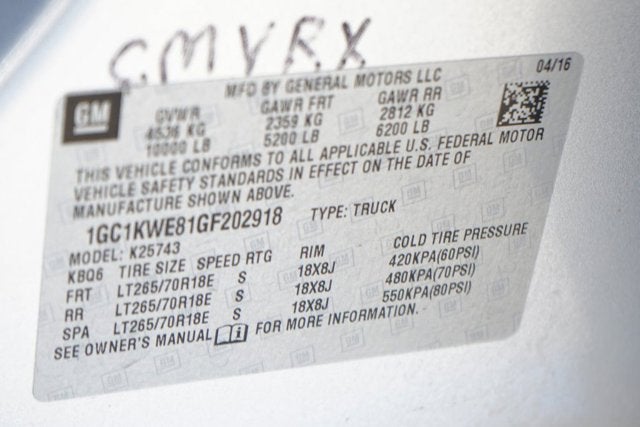 GMVRX
GM
MFD BY GENERAL MOTORS LLC 04/16
GVWR GAWR FRT GAWR RR
4536 KG 2359 KG 2812 KG
10000 LB 5200 LB 6200 LB
THIS VEHICLE CONFORMS TO ALL APPLICABLE U.S. FEDERAL MOTOR
VEHICLE SAFETY STANDARDS IN EFFECT ON THE DATE OF
MANUFACTURE SHOWN ABOVE.
1GC1KWE81GF202918 TYPE: TRUCK
MODEL: K25743
KBQ6 TIRE SIZE SPEED RTG RIM COLD TIRE PRESSURE
FRT LT265/70R18E S 18X8J 420KPA(60PSI)
RR LT265/70R18E S 18X8J 480KPA(70PSI)
SPA LT265/70R18E S 18X8J 550KPA(80PSI)
SEE OWNER'S MANUAL i FOR MORE INFORMATION.